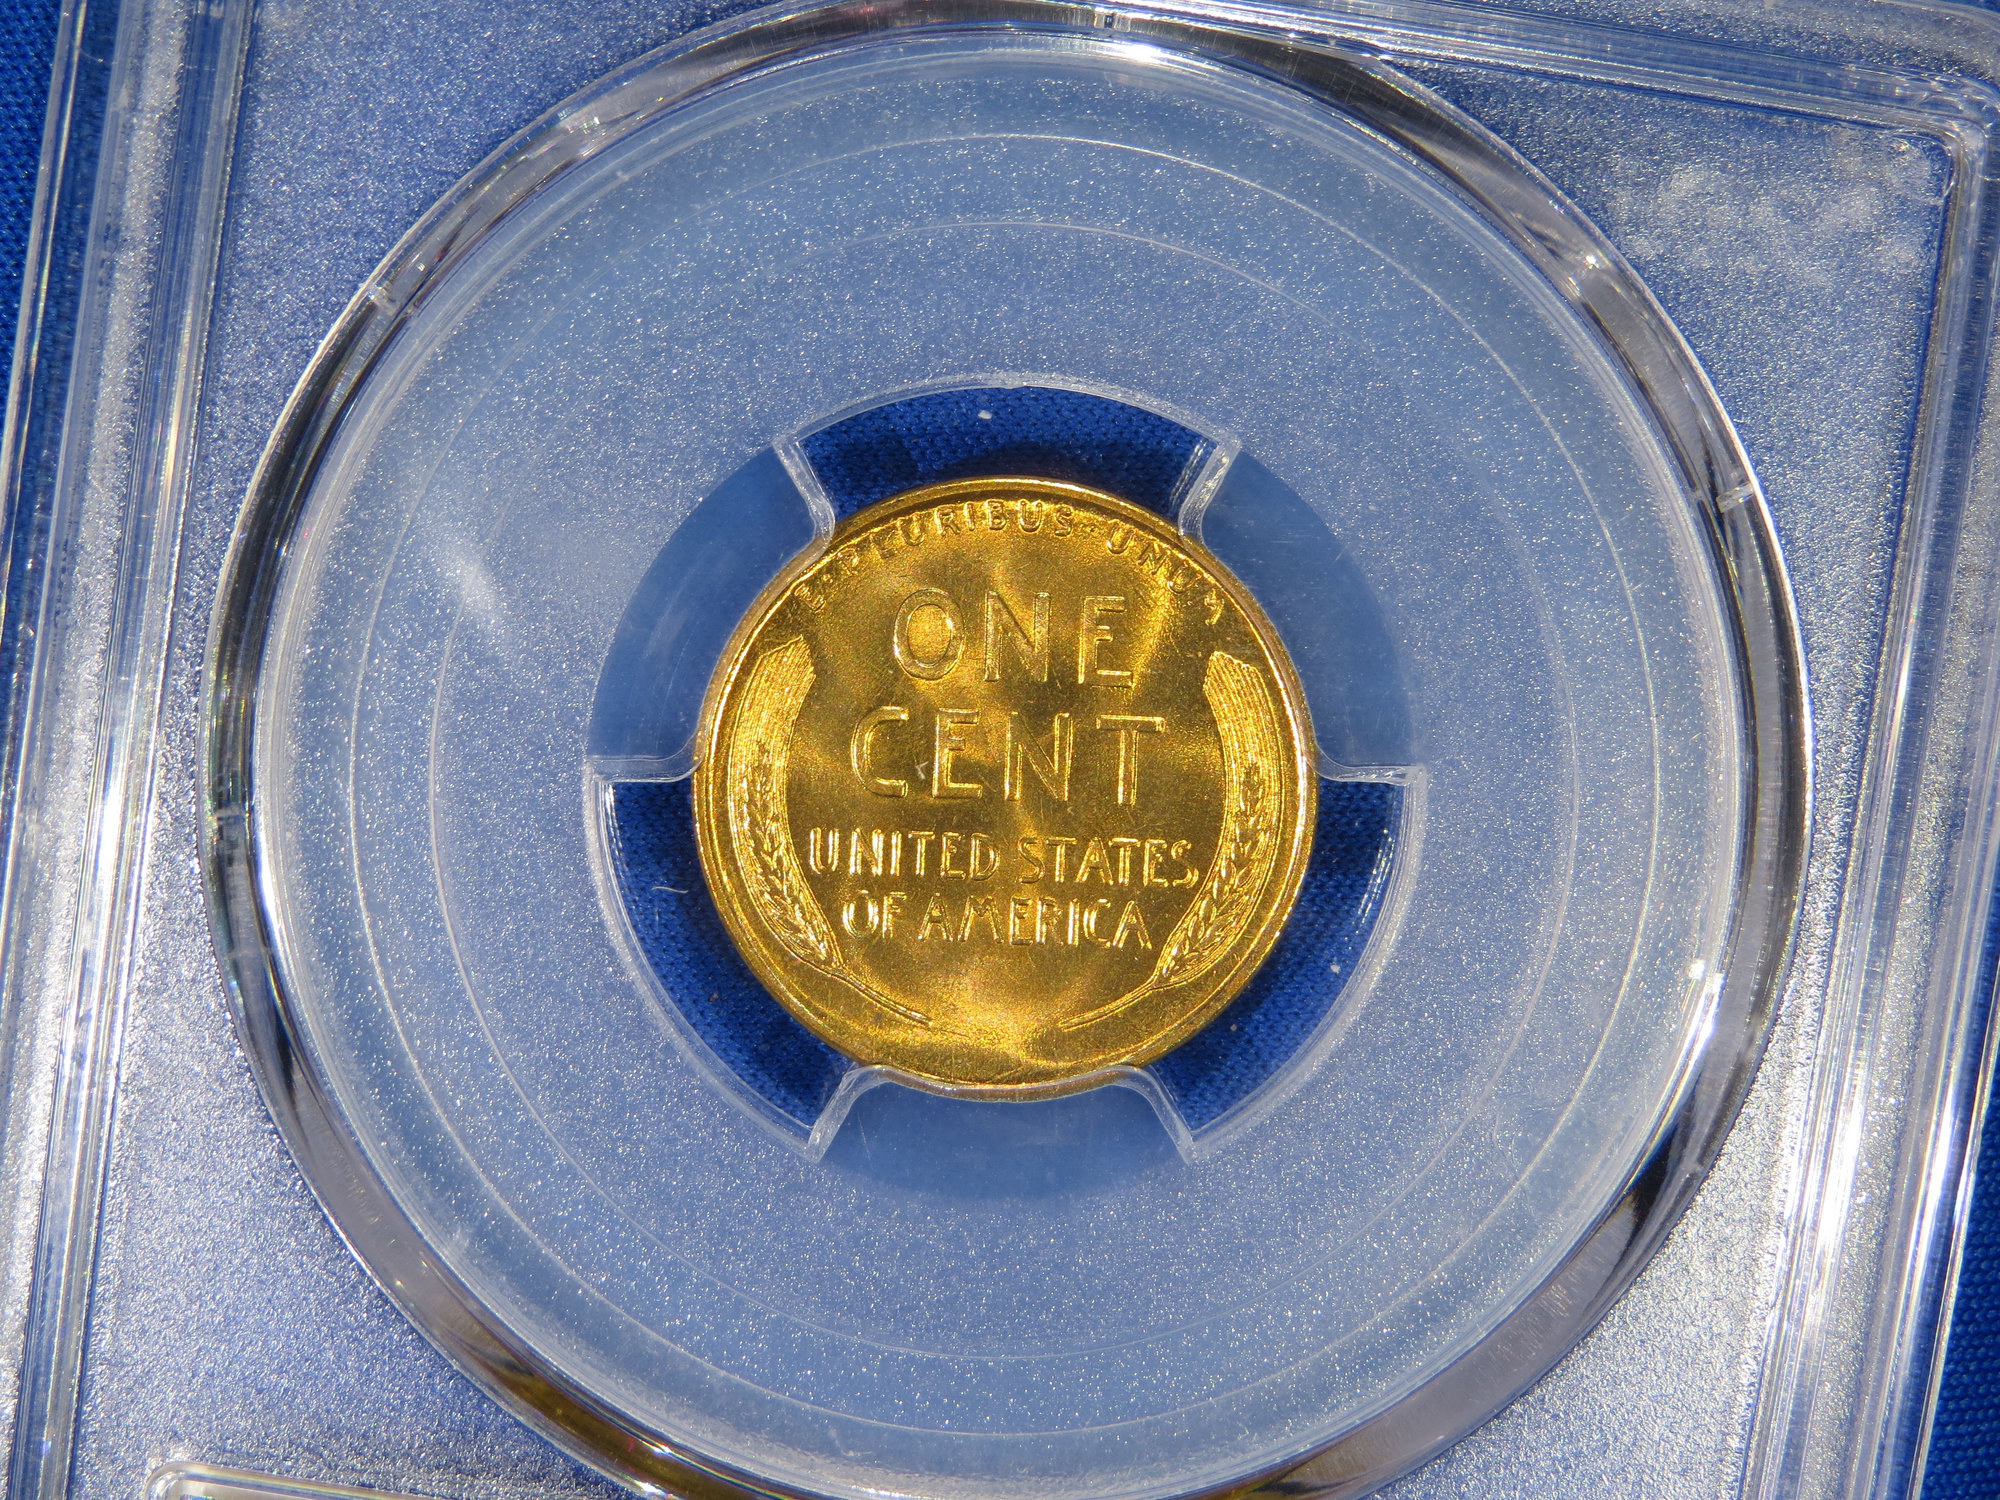 E·PLURIBUS·UNUM
ONE
CENT
UNITED STATES
OF AMERICA